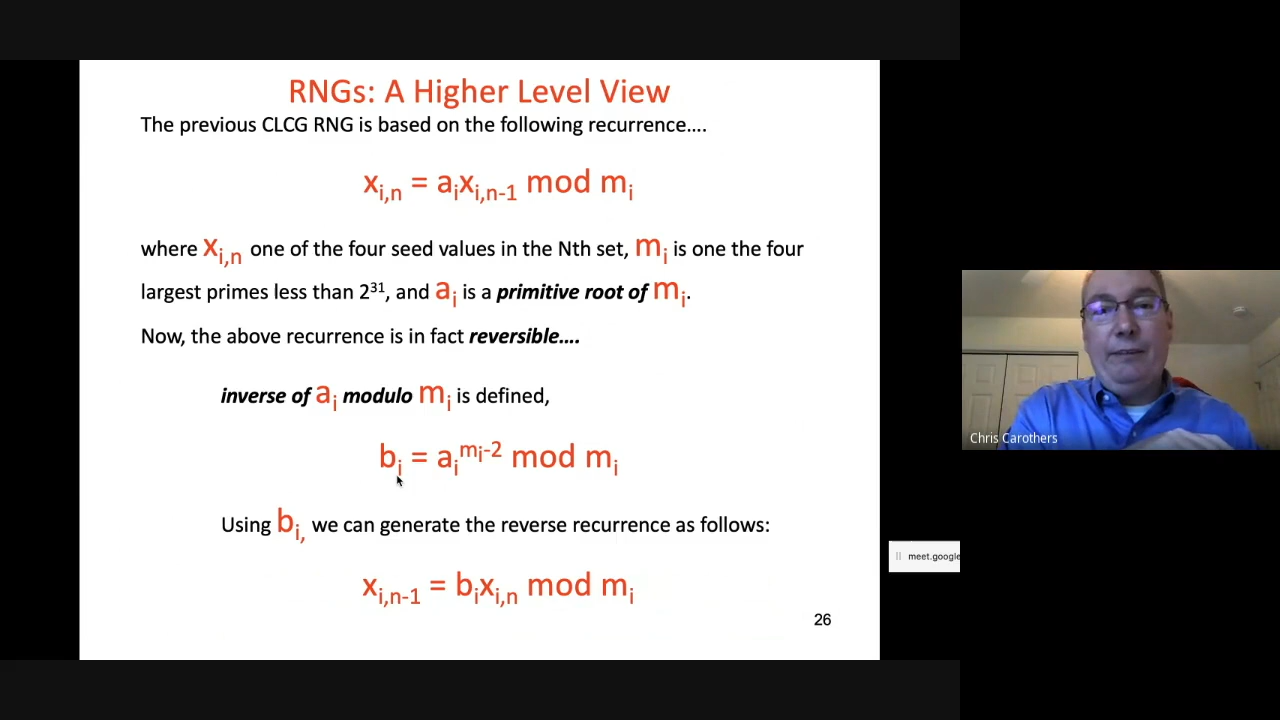 RNGs: A Higher Level View
The previous CLCG RNG is based on the following recurrence....
xᵢ,ₙ = aᵢxᵢ,ₙ₋₁ mod mᵢ
where xᵢ,ₙ one of the four seed values in the Nth set, mᵢ is one the four
largest primes less than 2³¹, and aᵢ is a primitive root of mᵢ.
Now, the above recurrence is in fact reversible....
inverse of aᵢ modulo mᵢ is defined,
bᵢ = aᵢ^mᵢ-2 mod mᵢ
Using bᵢ, we can generate the reverse recurrence as follows:
xᵢ,ₙ₋₁ = bᵢxᵢ,ₙ mod mᵢ
26
Chris Carothers
meet.google